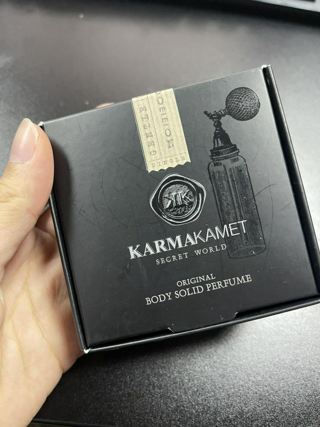 KARMAKAMET
SECRET WORLD
ORIGINAL
BODY SOLID PERFUME